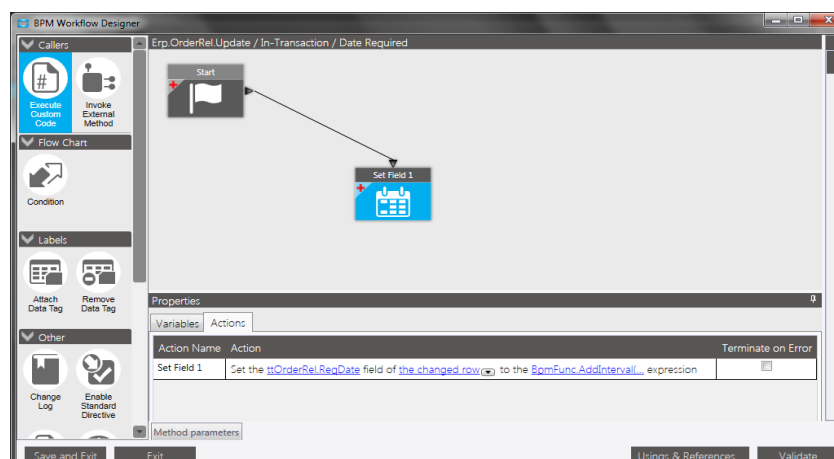 BPM Workflow Designer
Callers
Erp.OrderRel.Update / In-Transaction / Date Required
Execute
Custom
Code
Invoke
External
Method
Start
Flow Chart
Condition
Set Field 1
Labels
Attach
Data Tag
Remove
Data Tag
Properties
Variables
Actions
Other
Action Name
Action
Terminate on Error
Set Field 1
Set the ttOrderRel.ReqDate field of the changed row to the BpmFunc.AddInterval(... expression
Change
Log
Enable
Standard
Directive
Method parameters
Save and Exit
Exit
Usings & References
Validate